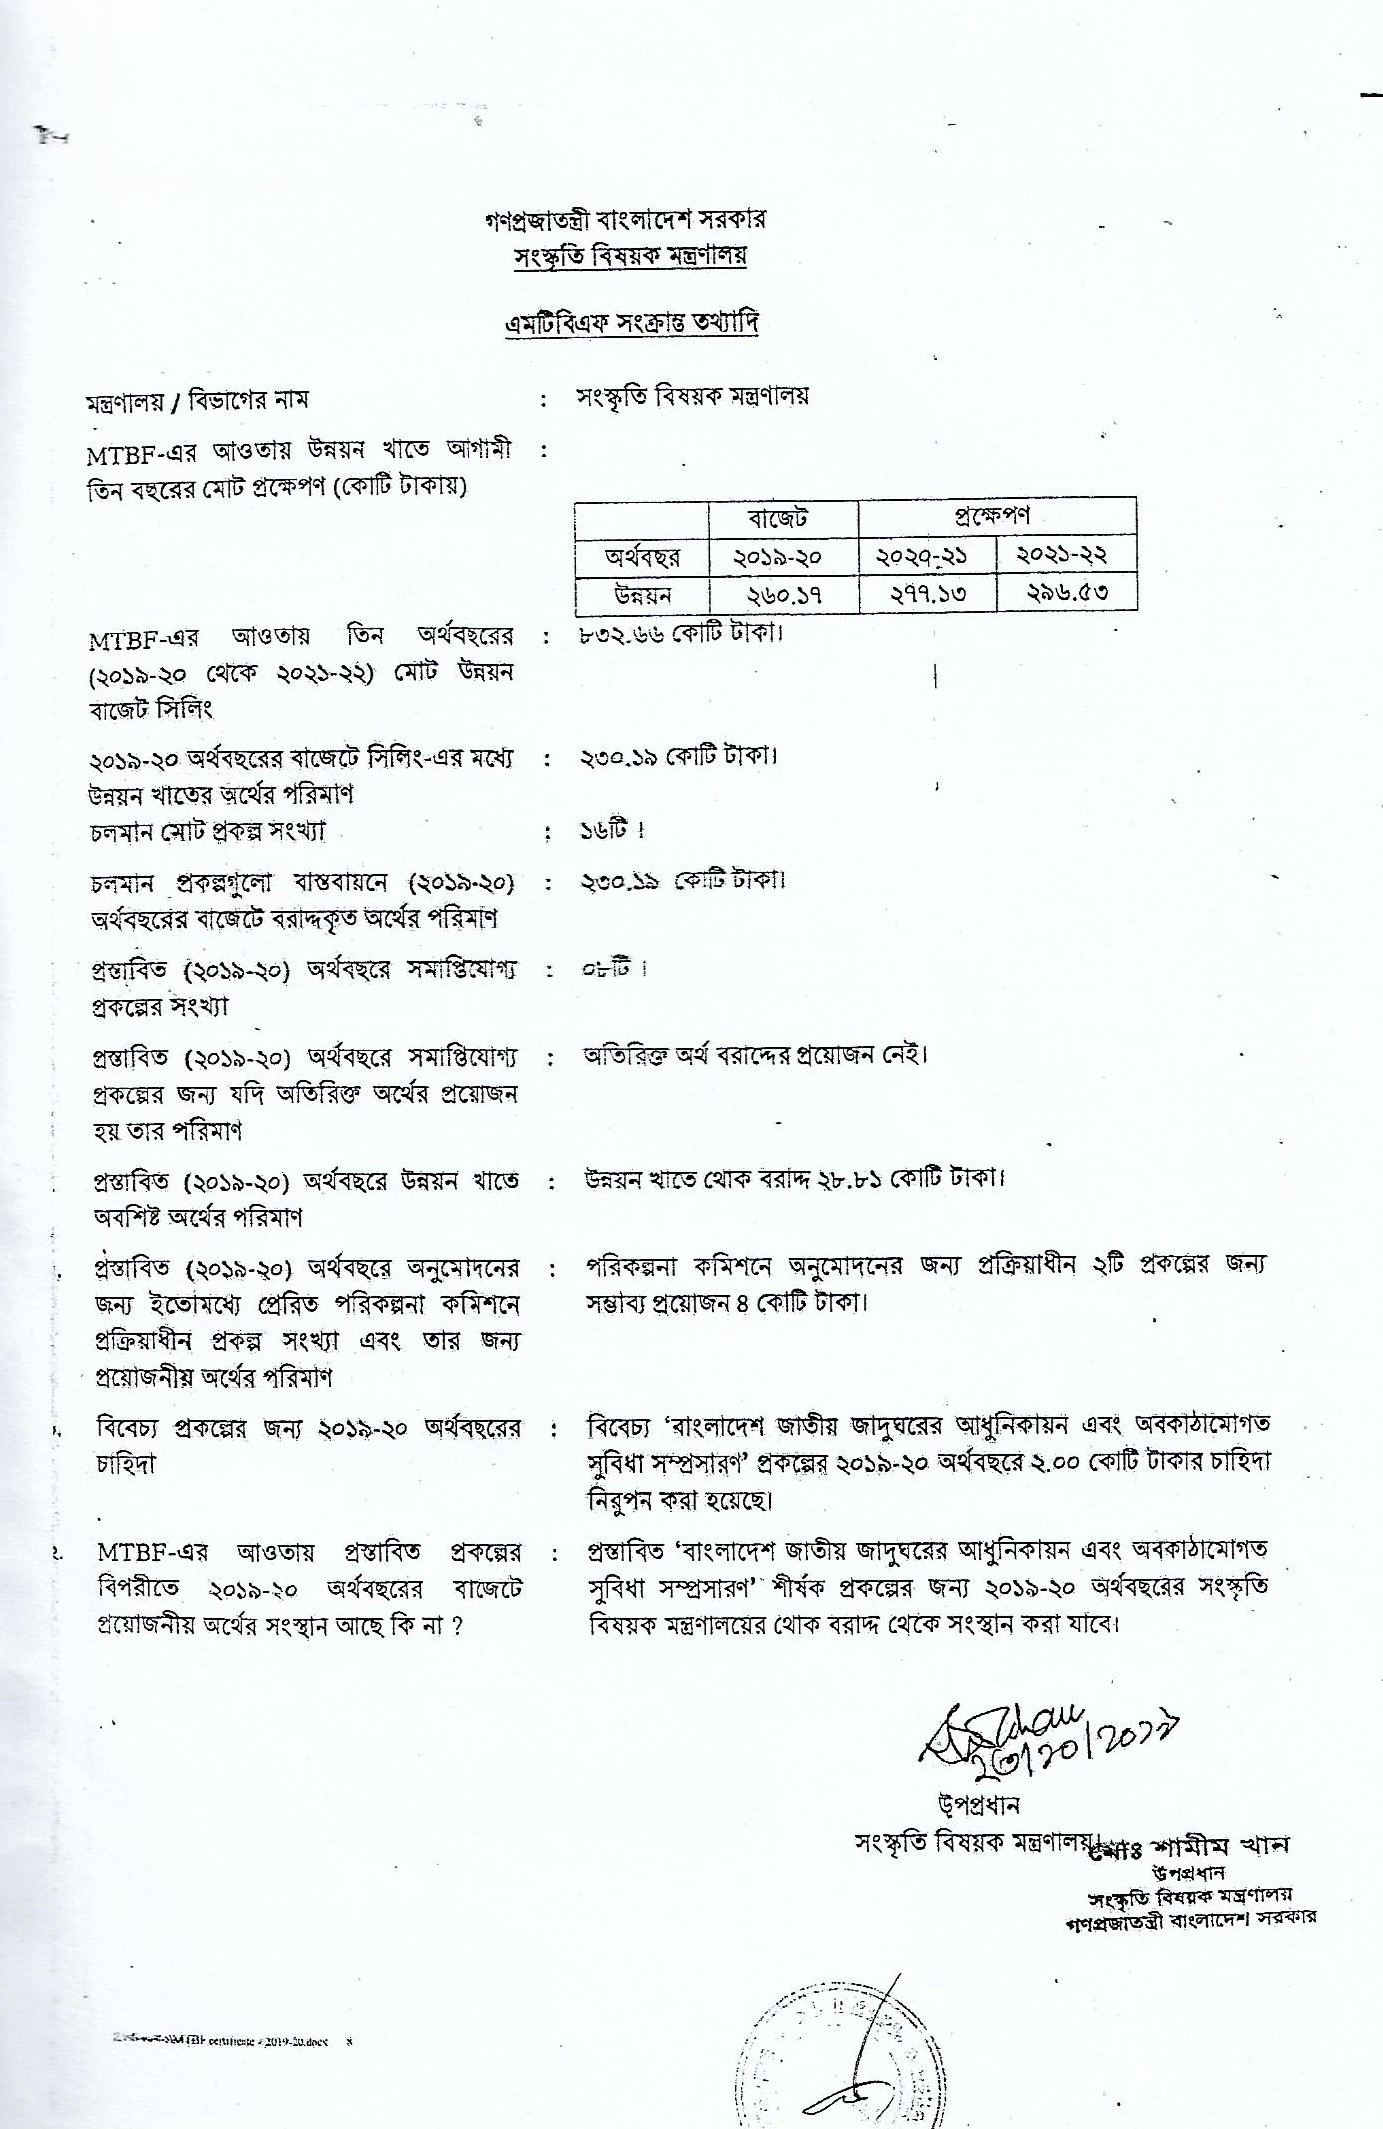 গণপ্রজাতন্ত্রী বাংলাদেশ সরকার
সংস্কৃতি বিষয়ক মন্ত্রণালয়
এমটিবিএফ সংক্রান্ত তথ্যাদি
মন্ত্রণালয় / বিভাগের নাম : সংস্কৃতি বিষয়ক মন্ত্রণালয়
MTBF-এর আওতায় উন্নয়ন খাতে আগামী :
তিন বছরের মোট প্রক্ষেপণ (কোটি টাকায়)
বাজেট প্রক্ষেপণ
অর্থবছর ২০১৯-২০ ২০২০-২১ ২০২১-২২
উন্নয়ন ২৬০.১৭ ২৭৭.১৩ ২৯৬.৫৩
MTBF-এর আওতায় তিন অর্থবছরের : ৮৩২.৬৬ কোটি টাকা।
(২০১৯-২০ থেকে ২০২১-২২) মোট উন্নয়ন
বাজেট সিলিং
২০১৯-২০ অর্থবছরের বাজেটে সিলিং-এর মধ্যে : ২৩০.১৯ কোটি টাকা।
উন্নয়ন খাতের অর্থের পরিমাণ
চলমান মোট প্রকল্প সংখ্যা : ১৬টি ।
চলমান প্রকল্পগুলো বাস্তবায়নে (২০১৯-২০) : ২৩০.১৯ কোটি টাকা।
অর্থবছরের বাজেটে বরাদ্দকৃত অর্থের পরিমাণ
প্রস্তাবিত (২০১৯-২০) অর্থবছরে সমাপ্তিযোগ্য : ০৮টি ।
প্রকল্পের সংখ্যা
প্রস্তাবিত (২০১৯-২০) অর্থবছরে সমাপ্তিযোগ্য : অতিরিক্ত অর্থ বরাদ্দের প্রয়োজন নেই।
প্রকল্পের জন্য যদি অতিরিক্ত অর্থের প্রয়োজন
হয় তার পরিমাণ
প্রস্তাবিত (২০১৯-২০) অর্থবছরে উন্নয়ন খাতে : উন্নয়ন খাতে থোক বরাদ্দ ২৮.৮১ কোটি টাকা।
অবশিষ্ট অর্থের পরিমাণ
প্রস্তাবিত (২০১৯-২০) অর্থবছরে অনুমোদনের : পরিকল্পনা কমিশনে অনুমোদনের জন্য প্রক্রিয়াধীন ২টি প্রকল্পের জন্য
জন্য ইতোমধ্যে প্রেরিত পরিকল্পনা কমিশনে সম্ভাব্য প্রয়োজন ৪ কোটি টাকা।
প্রক্রিয়াধীন প্রকল্প সংখ্যা এবং তার জন্য
প্রয়োজনীয় অর্থের পরিমাণ
বিবেচ্য প্রকল্পের জন্য ২০১৯-২০ অর্থবছরের : বিবেচ্য ‘বাংলাদেশ জাতীয় জাদুঘরের আধুনিকায়ন এবং অবকাঠামোগত
চাহিদা সুবিধা সম্প্রসারণ’ প্রকল্পের ২০১৯-২০ অর্থবছরে ২.০০ কোটি টাকার চাহিদা
নিরুপন করা হয়েছে।
২. MTBF-এর আওতায় প্রস্তাবিত প্রকল্পের : প্রস্তাবিত ‘বাংলাদেশ জাতীয় জাদুঘরের আধুনিকায়ন এবং অবকাঠামোগত
বিপরীতে ২০১৯-২০ অর্থবছরের বাজেটে সুবিধা সম্প্রসারণ’ শীর্ষক প্রকল্পের জন্য ২০১৯-২০ অর্থবছরের সংস্কৃতি
প্রয়োজনীয় অর্থের সংস্থান আছে কি না ? বিষয়ক মন্ত্রণালয়ের থোক বরাদ্দ থেকে সংস্থান করা যাবে।
উপপ্রধান
সংস্কৃতি বিষয়ক মন্ত্রণালয়।
মোঃ শামীম খান
উপপ্রধান
সংস্কৃতি বিষয়ক মন্ত্রণালয়
গণপ্রজাতন্ত্রী বাংলাদেশ সরকার
certificate - 2019-20.docx 8